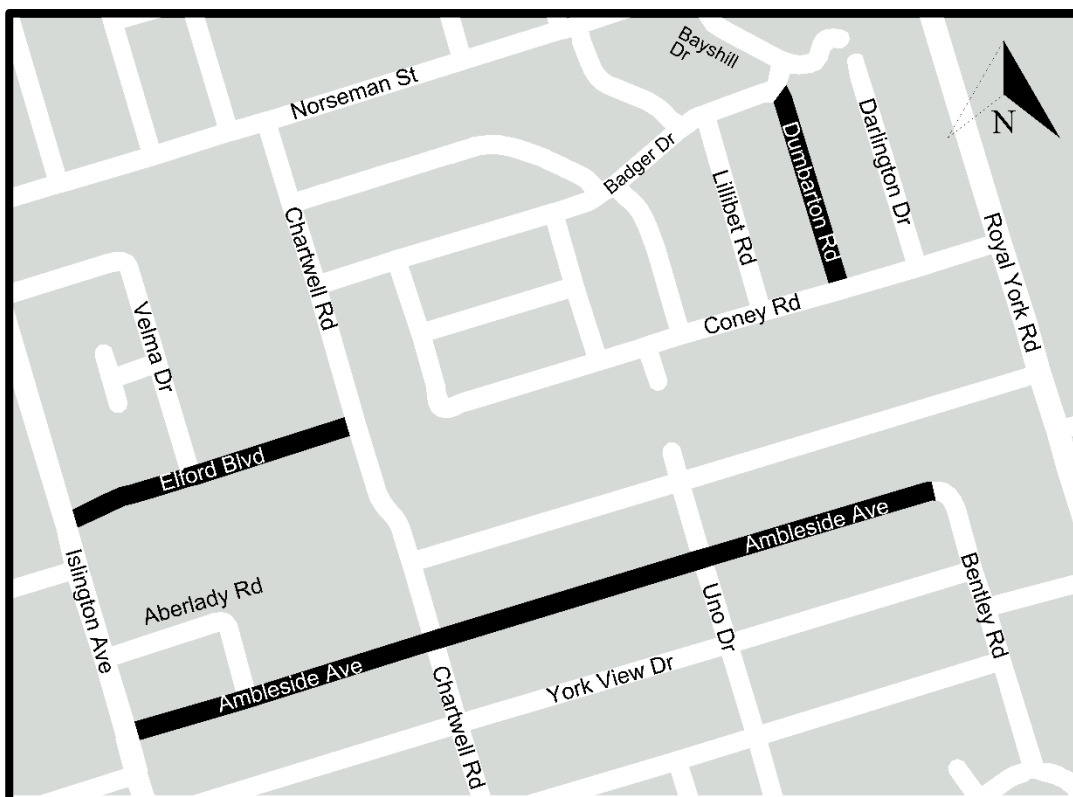 Bayshill
Dr
Norseman St
N
Darlington Dr
Dumbarton Rd
Badger Dr
Lillibet Rd
Chartwell Rd
Royal York Rd
Velma Dr
Coney Rd
Elford Blvd
Ambleside Ave
Islington Ave
Aberlady Rd
Uno Dr
Bentley Rd
Ambleside Ave
York View Dr
Chartwell Rd